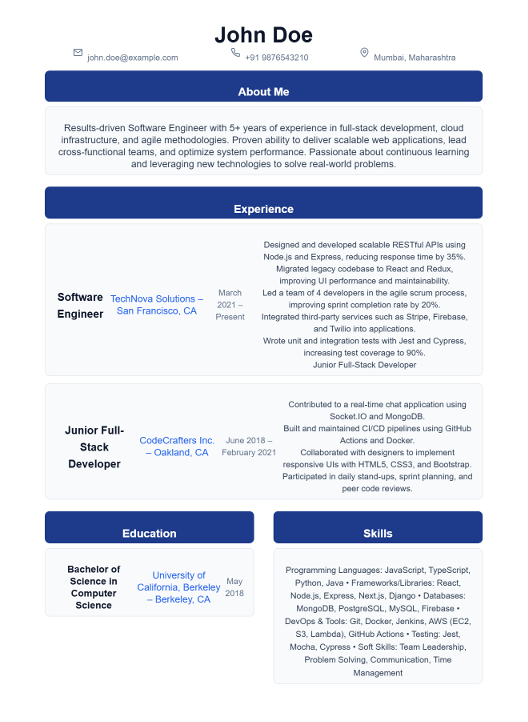 John Doe
john.doe@example.com
+91 9876543210
Mumbai, Maharashtra
About Me
Results-driven Software Engineer with 5+ years of experience in full-stack development, cloud
infrastructure, and agile methodologies. Proven ability to deliver scalable web applications, lead
cross-functional teams, and optimize system performance. Passionate about continuous learning
and leveraging new technologies to solve real-world problems.
Experience
Software
Engineer
TechNova Solutions –
San Francisco, CA
March
2021 –
Present
Designed and developed scalable RESTful APIs using
Node.js and Express, reducing response time by 35%.
Migrated legacy codebase to React and Redux,
improving UI performance and maintainability.
Led a team of 4 developers in the agile scrum process,
improving sprint completion rate by 20%.
Integrated third-party services such as Stripe, Firebase,
and Twilio into applications.
Wrote unit and integration tests with Jest and Cypress,
increasing test coverage to 90%.
Junior Full-Stack Developer
Junior Full-
Stack
Developer
CodeCrafters Inc.
– Oakland, CA
June 2018 –
February 2021
Contributed to a real-time chat application using
Socket.IO and MongoDB.
Built and maintained CI/CD pipelines using GitHub
Actions and Docker.
Collaborated with designers to implement
responsive UIs with HTML5, CSS3, and Bootstrap.
Participated in daily stand-ups, sprint planning, and
peer code reviews.
Education
Bachelor of
Science in
Computer
Science
University of
California, Berkeley
– Berkeley, CA
May
2018
Skills
Programming Languages: JavaScript, TypeScript,
Python, Java • Frameworks/Libraries: React,
Node.js, Express, Next.js, Django • Databases:
MongoDB, PostgreSQL, MySQL, Firebase •
DevOps & Tools: Git, Docker, Jenkins, AWS (EC2,
S3, Lambda), GitHub Actions • Testing: Jest,
Mocha, Cypress • Soft Skills: Team Leadership,
Problem Solving, Communication, Time
Management